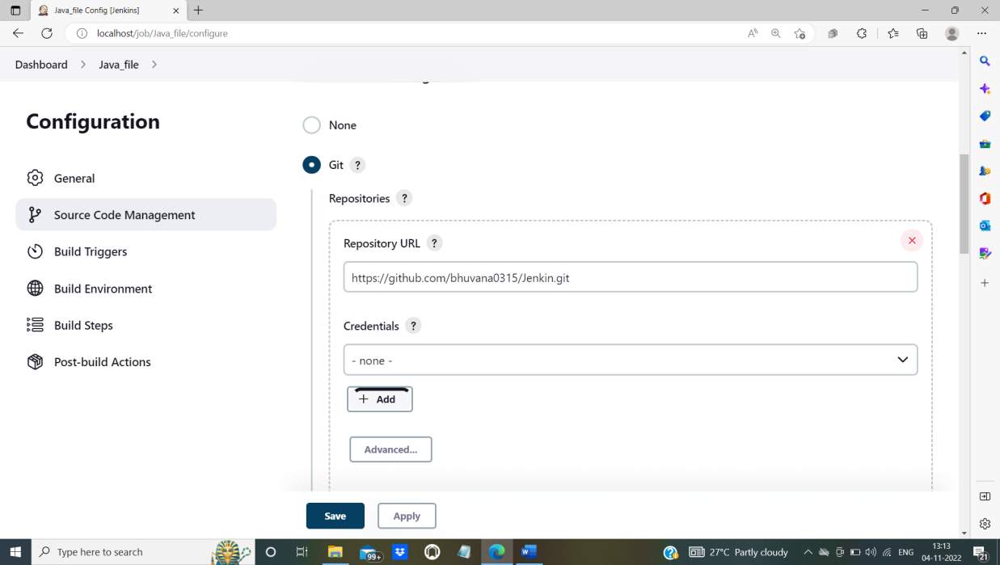 Java_file Config [Jenkins]
localhost/job/Java_file/configure
Dashboard
Java_file
Configuration
General
Source Code Management
Build Triggers
Build Environment
Build Steps
Post-build Actions
None
Git ?
Repositories ?
Repository URL ?
https://github.com/bhuvana0315/Jenkin.git
Credentials ?
- none -
+ Add
Advanced...
Save
Apply
Type here to search
99+
27°C Partly cloudy
ENG
13:13
04-11-2022
21